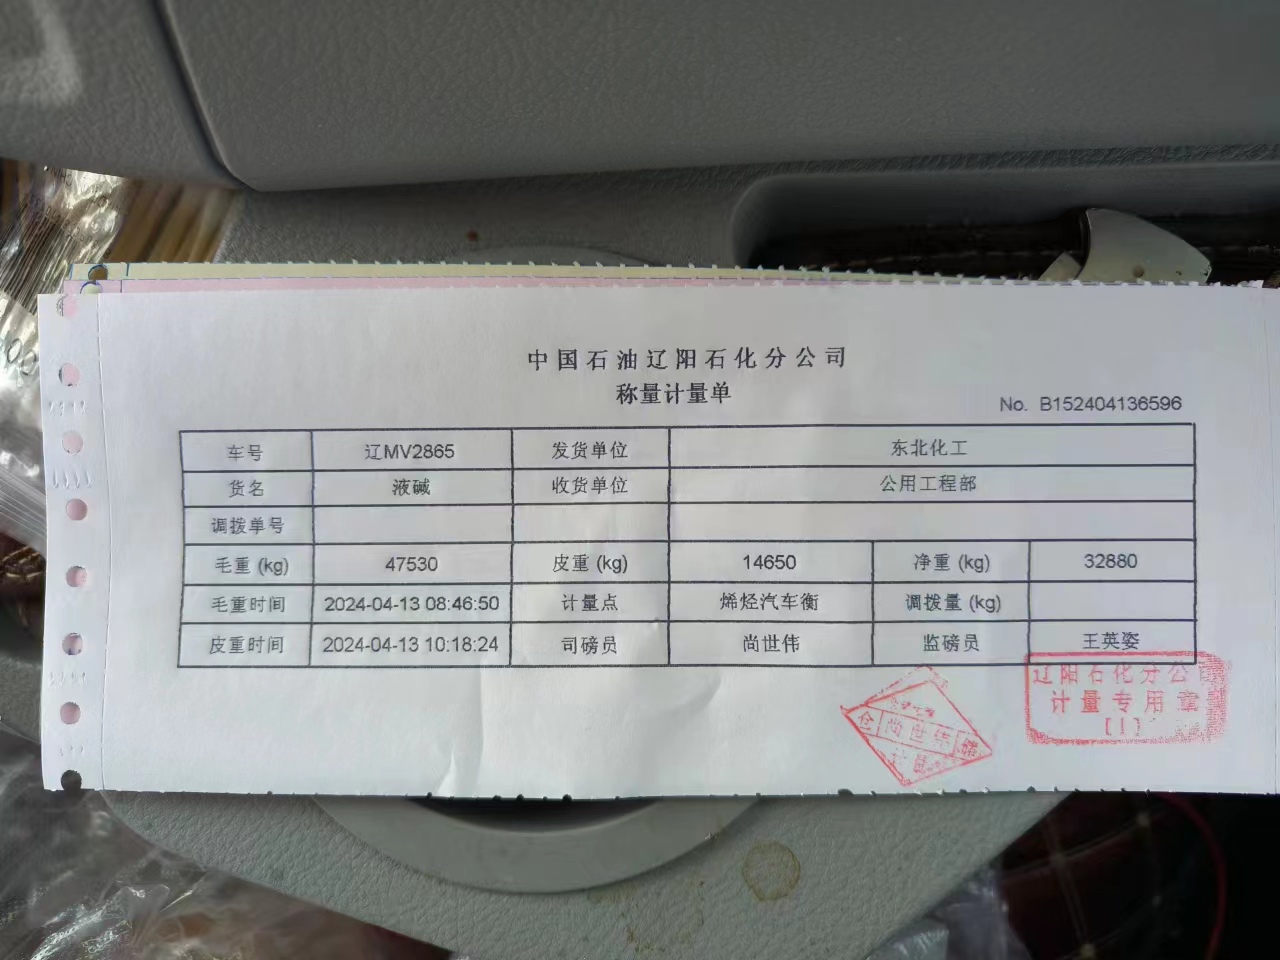 中国石油辽阳石化分公司
称量计量单
No. B152404136596
车号 辽MV2865 发货单位 东北化工
货名 液碱 收货单位 公用工程部
调拨单号
毛重 (kg) 47530 皮重 (kg) 14650 净重 (kg) 32880
毛重时间 2024-04-13 08:46:50 计量点 烯烃汽车衡 调拨量 (kg)
皮重时间 2024-04-13 10:18:24 司磅员 尚世伟 监磅员 王英姿
辽阳石化分公司
计量专用章
(1)
尚世伟